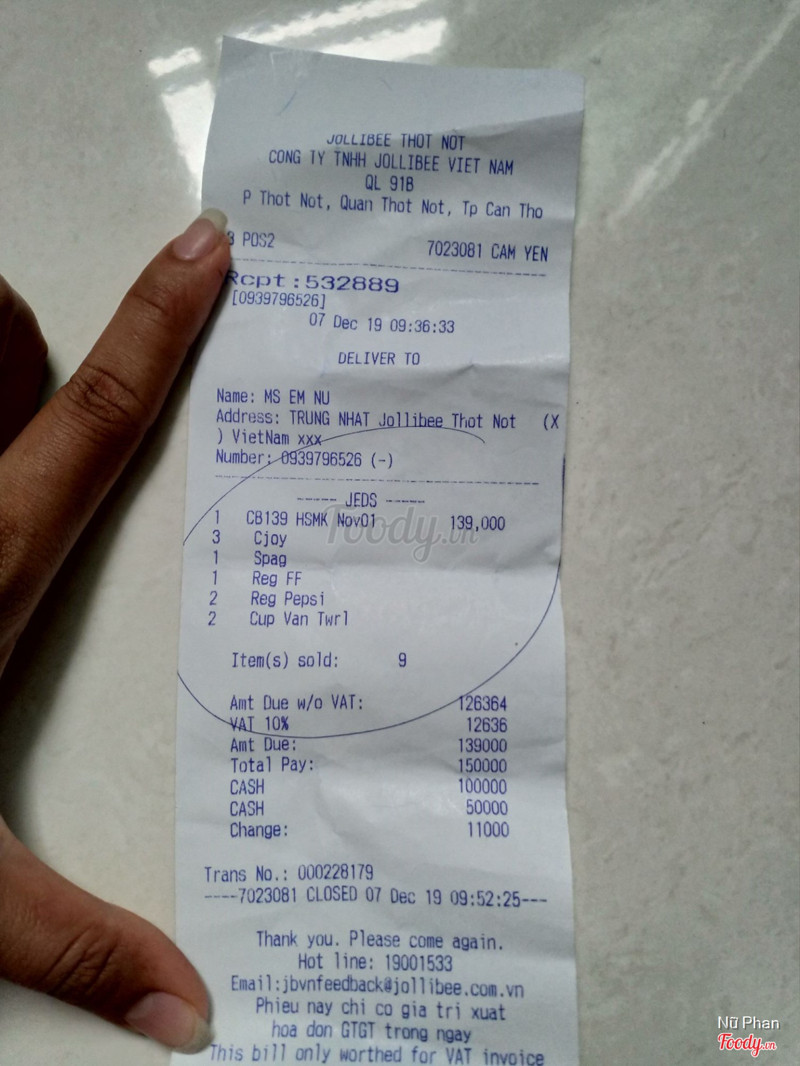 JOLLIBEE THOT NOT
CONG TY TNHH JOLLIBEE VIET NAM
QL 91B
P Thot Not, Quan Thot Not, Tp Can Tho
3 POS2 7023081 CAM YEN
Rcpt:532889
[0939796526]
07 Dec 19 09:36:33
DELIVER TO
Name: MS EM NU
Address: TRUNG NHAT Jollibee Thot Not (X
) VietNam xxx
Number: 0939796526 (-)
----- JEDS -----
1 CB139 HSMK Nov01 139,000
3 Cjoy
1 Spag
1 Reg FF
2 Reg Pepsi
2 Cup Van Twrl
Item(s) sold: 9
Amt Due w/o VAT: 126364
VAT 10% 12636
Amt Due: 139000
Total Pay: 150000
CASH 100000
CASH 50000
Change: 11000
Trans No.: 000228179
----7023081 CLOSED 07 Dec 19 09:52:25---
Thank you. Please come again.
Hot line: 19001533
Email:jbvnfeedback@jollibee.com.vn
Phieu nay chi co gia tri xuat
hoa don GTGT trong ngay
This bill only worthed for VAT invoice
Foody.vn
Nữ Phan
Foody.vn